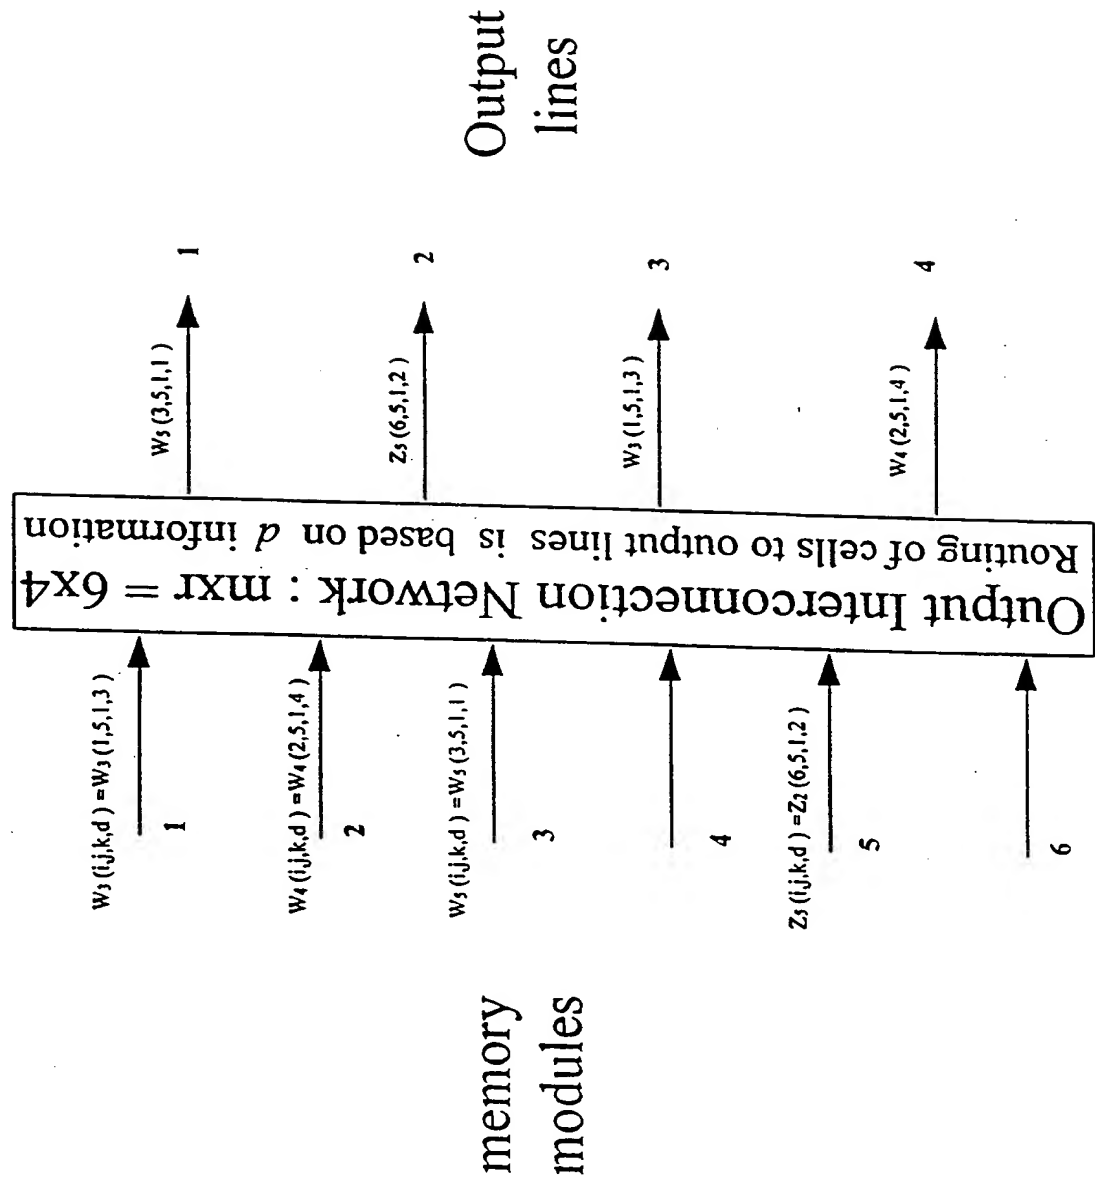 memory
modules
W3 (i,j,k,d ) = W3 (1,5,1,3 )
1
W4 (i,j,k,d ) = W4 (2,5,1,4 )
2
W5 (i,j,k,d ) = W5 (3,5,1,1 )
3
4
Z5 (i,j,k,d ) = Z2 (6,5,1,2 )
5
6
Output Interconnection Network : mxr = 6x4
Routing of cells to output lines is based on d information
W5 (3,5,1,1 )
1
Z5 (6,5,1,2 )
2
W3 (1,5,1,3 )
3
W4 (2,5,1,4 )
4
Output
lines